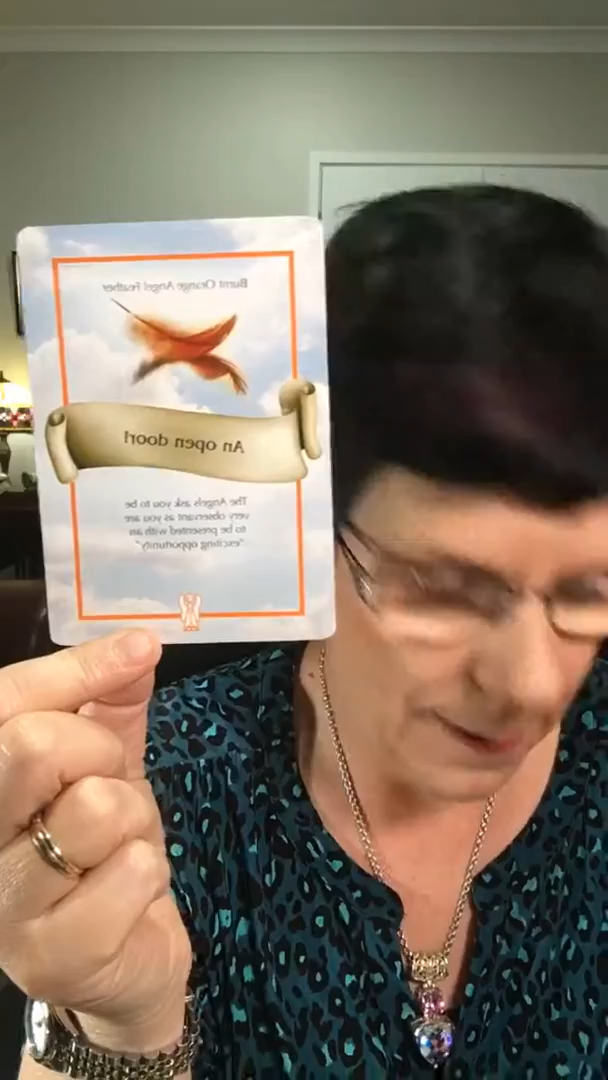 Burnt Orange Angel Feather
An open door!
The Angels ask you to be
very observant as you are
to be presented with an
"exciting opportunity"